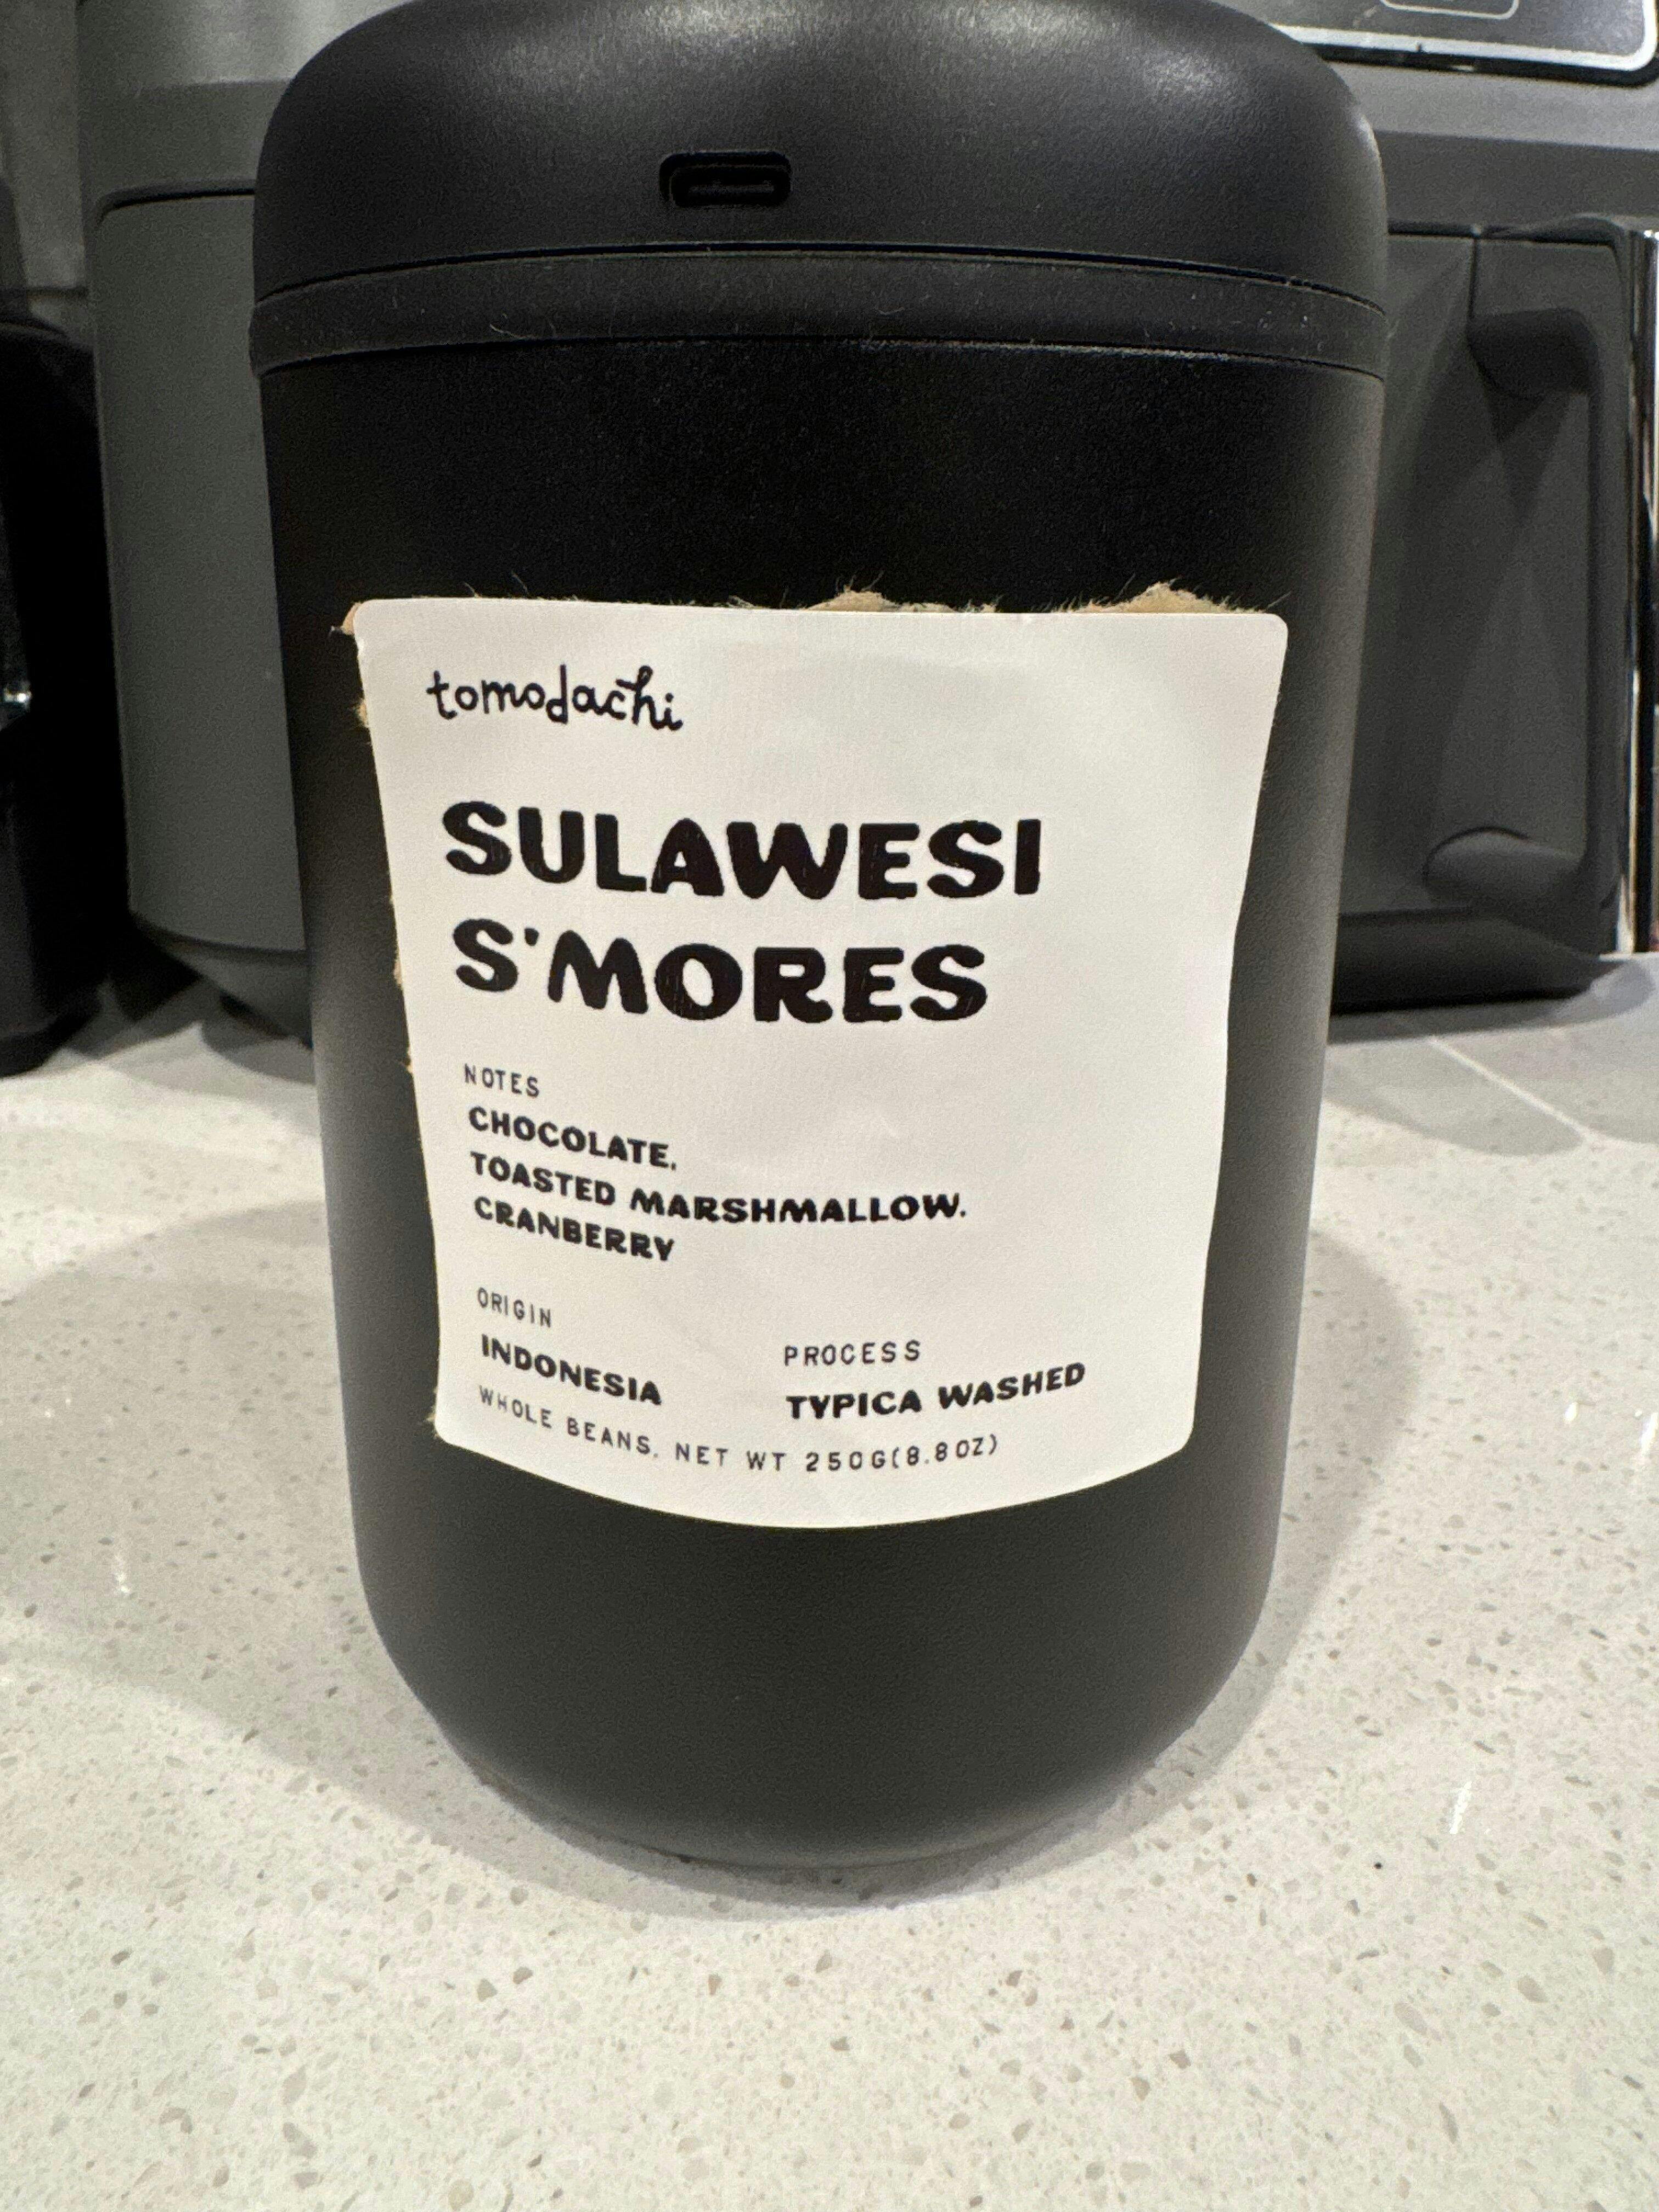 tomodachi
SULAWESI
S'MORES
NOTES
CHOCOLATE,
TOASTED MARSHMALLOW,
CRANBERRY
ORIGIN
INDONESIA
PROCESS
TYPICA WASHED
WHOLE BEANS, NET WT 250G(8.8OZ)